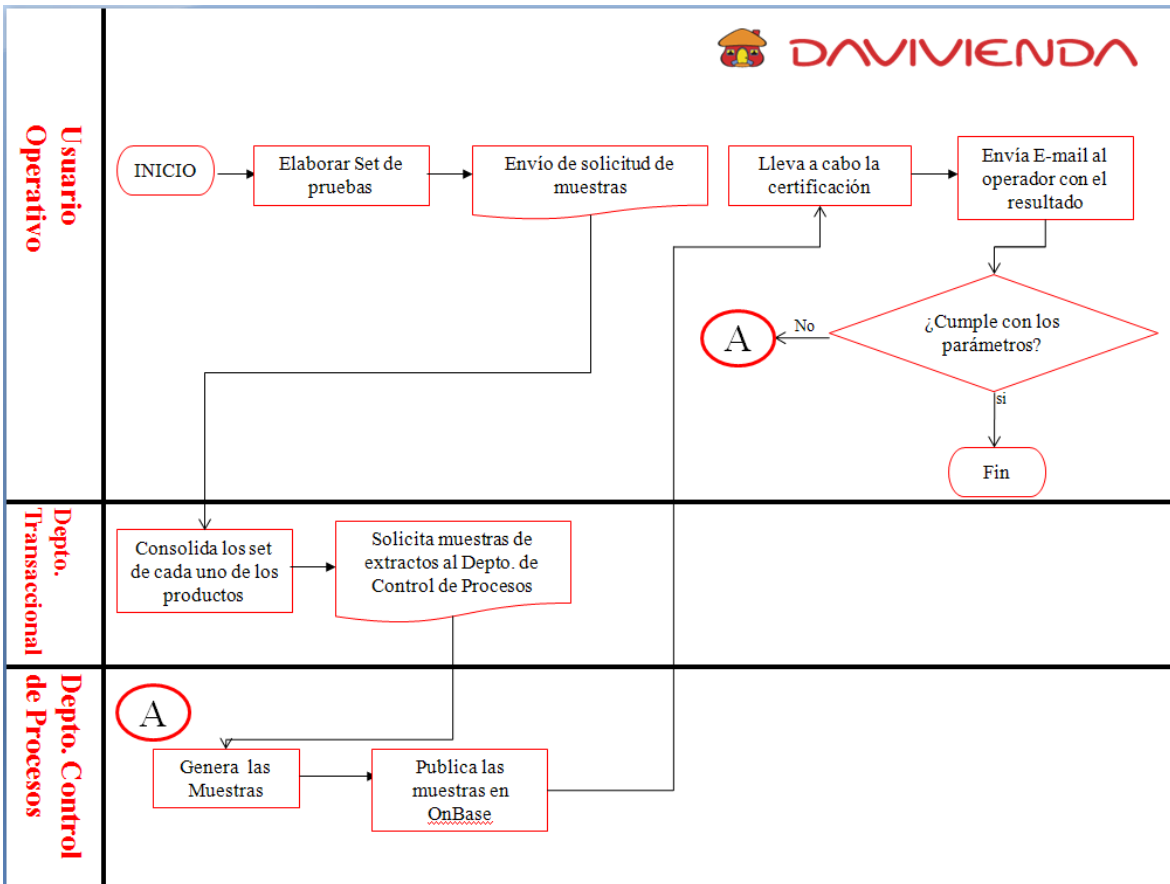 DAVIVIENDA
Usuario
Operativo
INICIO
Elaborar Set de
pruebas
Envío de solicitud de
muestras
Lleva a cabo la
certificación
Envía E-mail al
operador con el
resultado
¿Cumple con los
parámetros?
No
A
si
Fin
Depto.
Transaccional
Consolida los set
de cada uno de los
productos
Solicita muestras de
extractos al Depto. de
Control de Procesos
Depto. Control
de Procesos
A
Genera las
Muestras
Publica las
muestras en
OnBase